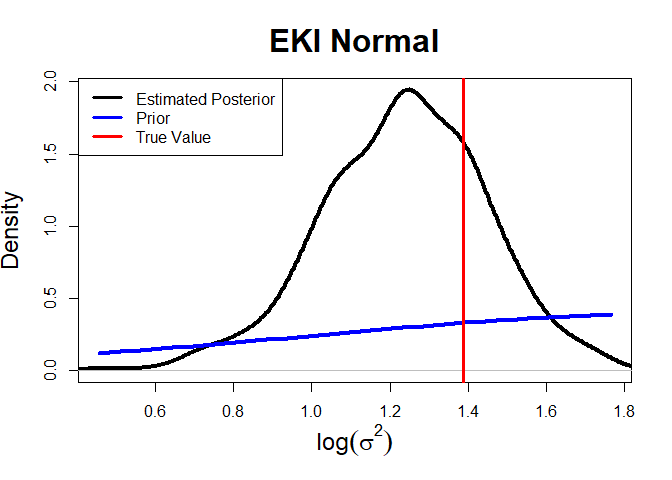 EKI Normal
Estimated Posterior
Prior
True Value
Density
2.0
1.5
1.0
0.5
0.0
0.6 0.8 1.0 1.2 1.4 1.6 1.8
log(σ²)